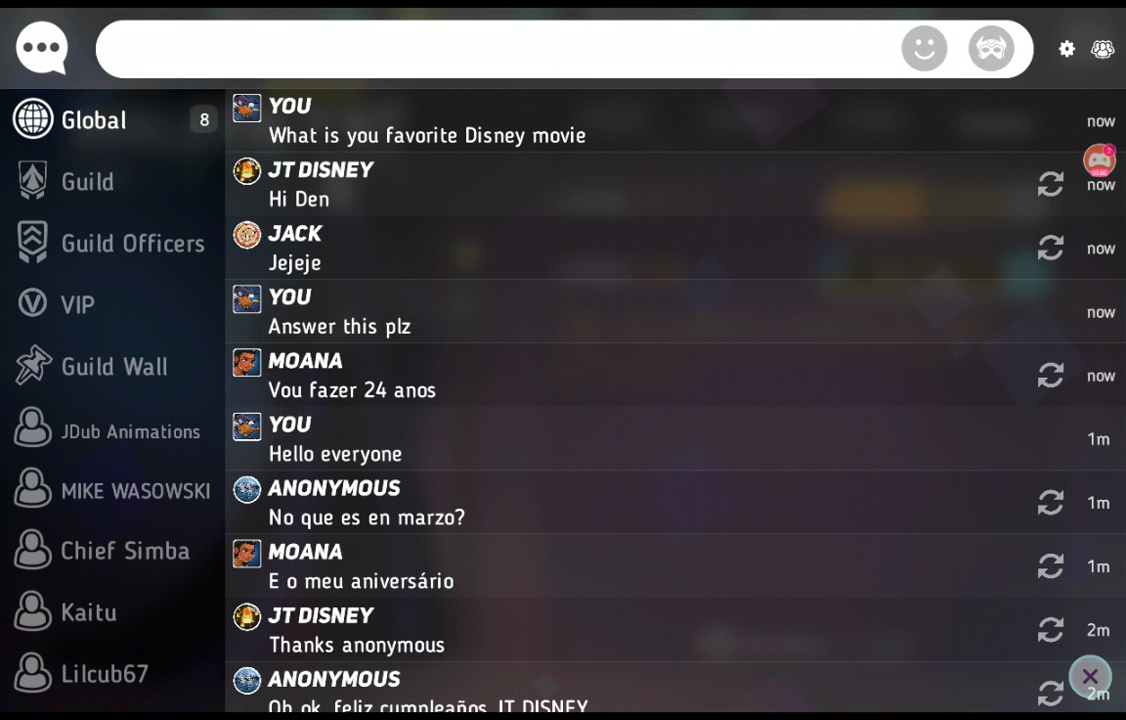 Global
8
Guild
Guild Officers
VIP
Guild Wall
JDub Animations
MIKE WASOWSKI
Chief Simba
Kaitu
Lilcub67
YOU
What is you favorite Disney movie
now
JT DISNEY
Hi Den
now
JACK
Jejeje
now
YOU
Answer this plz
now
MOANA
Vou fazer 24 anos
now
YOU
Hello everyone
1m
ANONYMOUS
No que es en marzo?
1m
MOANA
E o meu aniversário
1m
JT DISNEY
Thanks anonymous
2m
ANONYMOUS
Oh ok, feliz cumpleaños JT DISNEY
2m